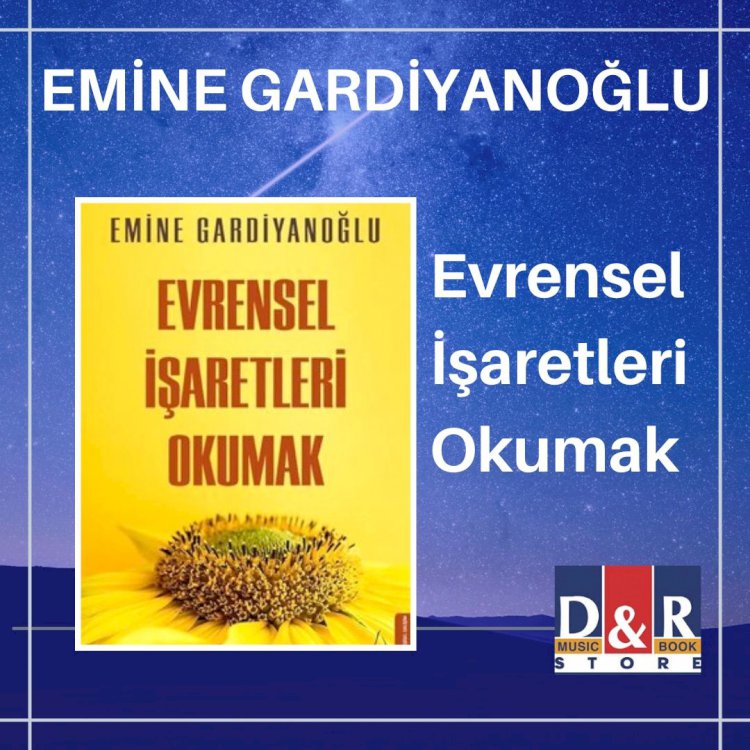 EMİNE GARDİYANOĞLU
EMİNE GARDİYANOĞLU
EVRENSEL
İŞARETLERİ
OKUMAK
Evrensel
İşaretleri
Okumak
D&R
MUSIC BOOK
STORE